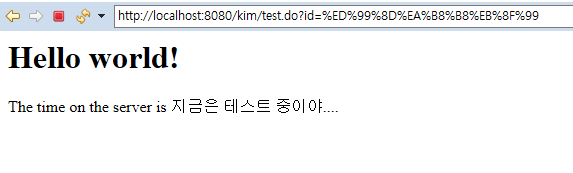 http://localhost:8080/kim/test.do?id=%ED%99%8D%EA%B8%B8%EB%8F%99
Hello world!
The time on the server is 지금은 테스트 중이야....